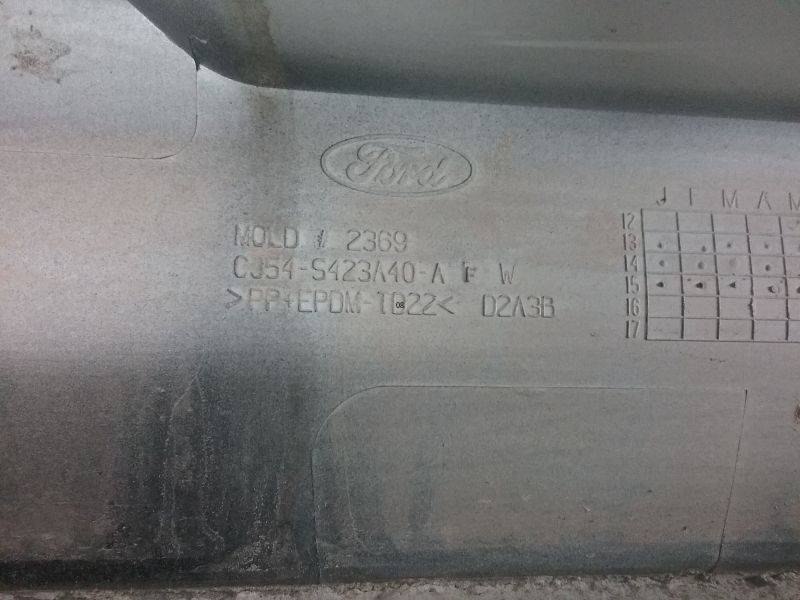 Ford
MOLD # 2369
CJ54-S423A40-A F W
>PP+EPDM-TD22< D2A3B
J F M A M
12
13
14
15
16
17